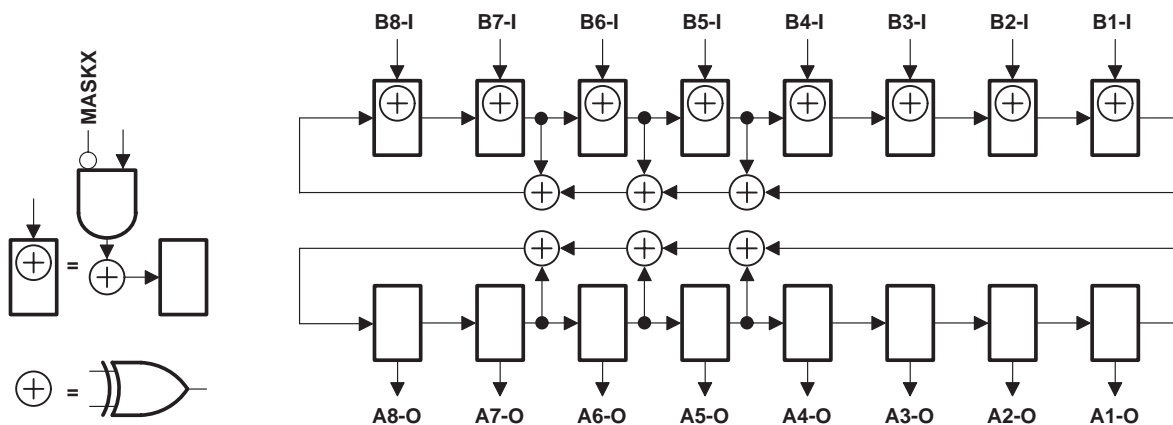 B8-I B7-I B6-I B5-I B4-I B3-I B2-I B1-I
MASKX
=
=
A8-O A7-O A6-O A5-O A4-O A3-O A2-O A1-O